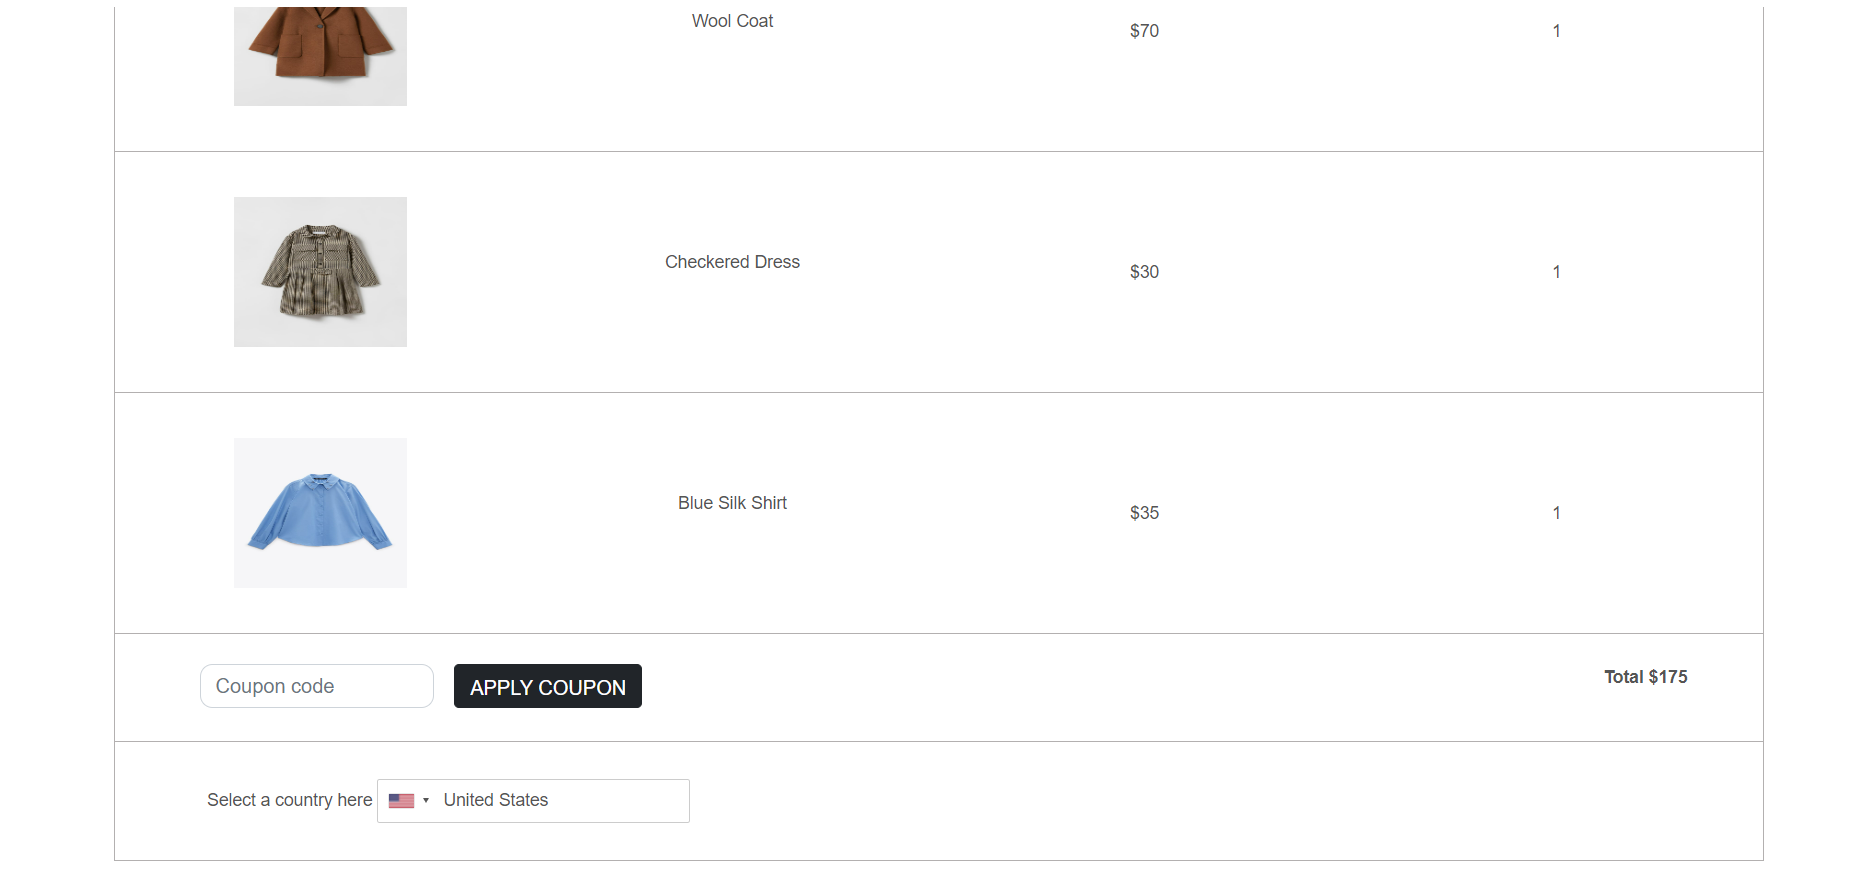 Wool Coat
$70
1
Checkered Dress
$30
1
Blue Silk Shirt
$35
1
Coupon code
APPLY COUPON
Total $175
Select a country here
United States